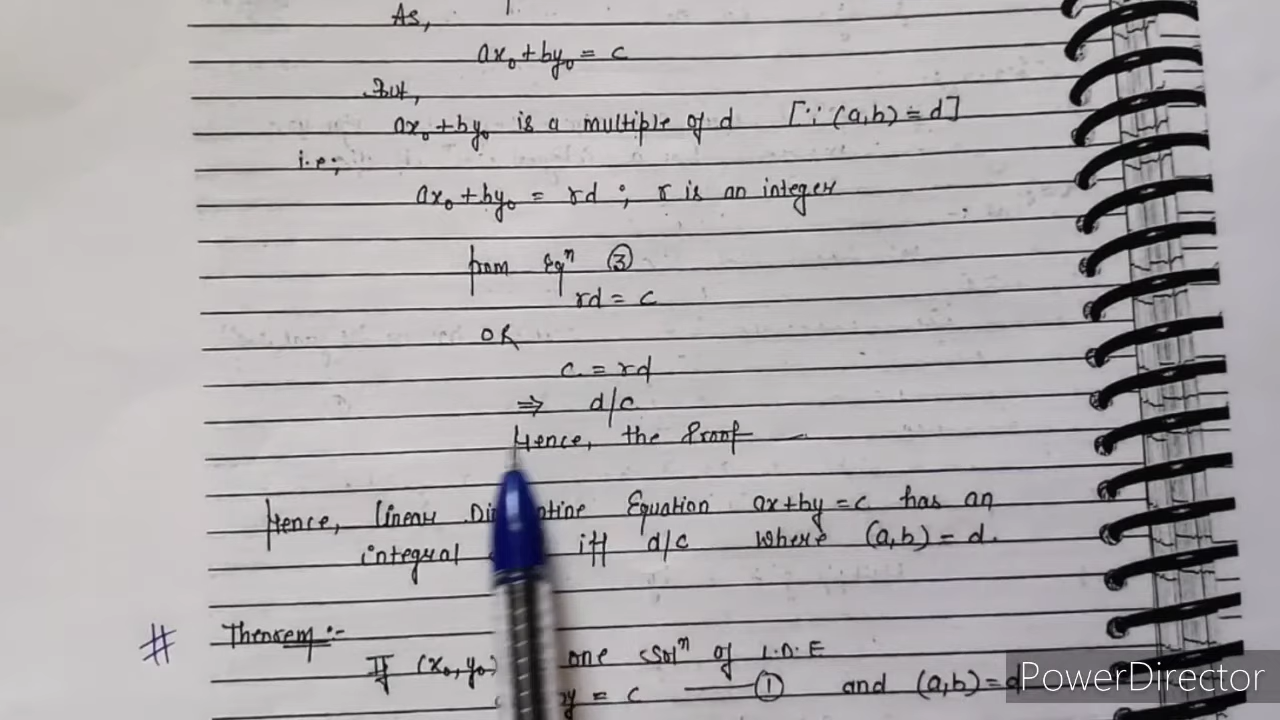 As,
ax₀ + by₀ = c
But,
ax₀ + by₀ is a multiple of d [∵ (a,b) = d]
i.e;
ax₀ + by₀ = rd ; r is an integer
from Eqⁿ ③
rd = c
OR
c = rd
⇒ d/c
Hence, the Proof
Hence, linear Equation ax+by = c has an
integral iff d/c where (a,b) = d.
# Theorem :-
If (x₀,y₀) one solⁿ of L.D.E
= c ① and (a,b) = d
PowerDirector